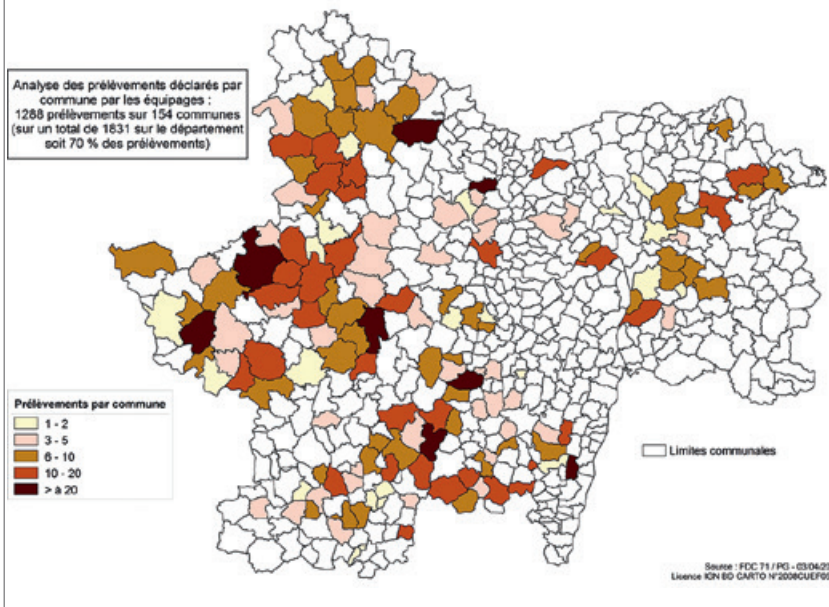 Analyse des prélèvements déclarés par
commune par les équipages :
1288 prélèvements sur 154 communes
(sur un total de 1831 sur le département
soit 70 % des prélèvements)
Prélèvements par commune
1 - 2
3 - 5
6 - 10
10 - 20
> à 20
Limites communales
Source : FDC 71 / PG - 03/04/20
Licence IGN BD CARTO N°2008CUEF05